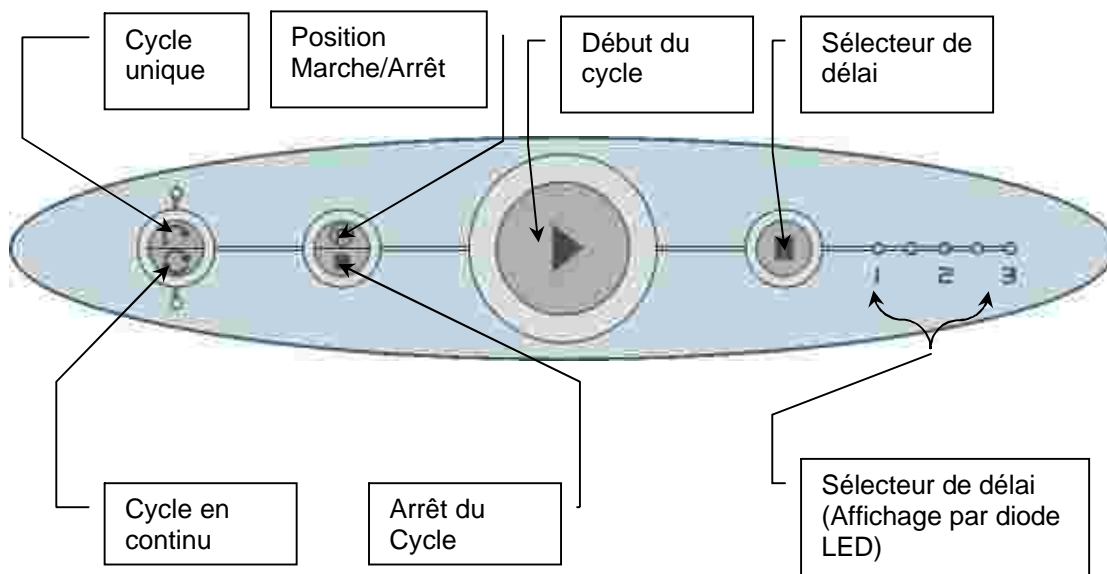 Cycle
unique
Position
Marche/Arrêt
Début du
cycle
Sélecteur de
délai
1
2
3
Cycle en
continu
Arrêt du
Cycle
Sélecteur de délai
(Affichage par diode
LED)